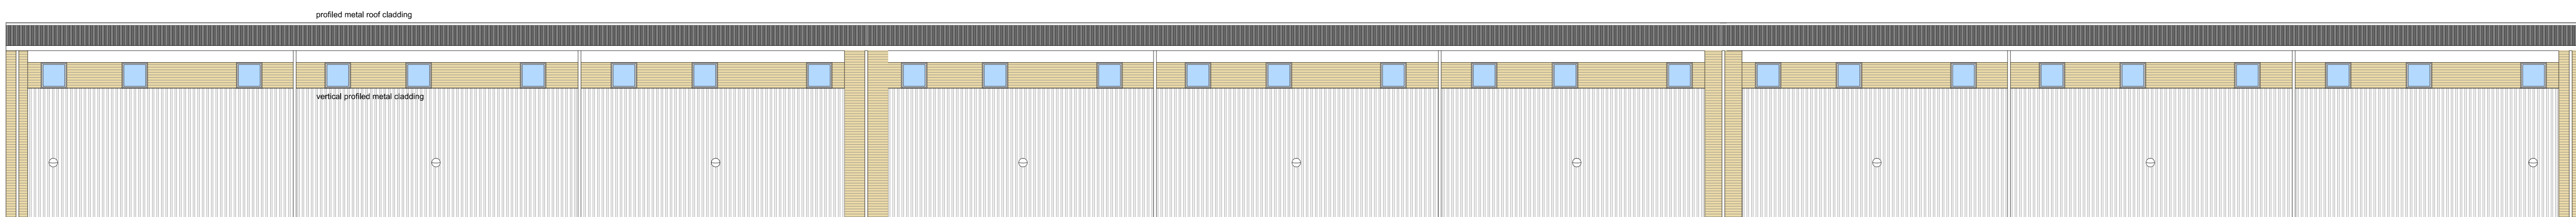 profiled metal roof cladding
vertical profiled metal cladding